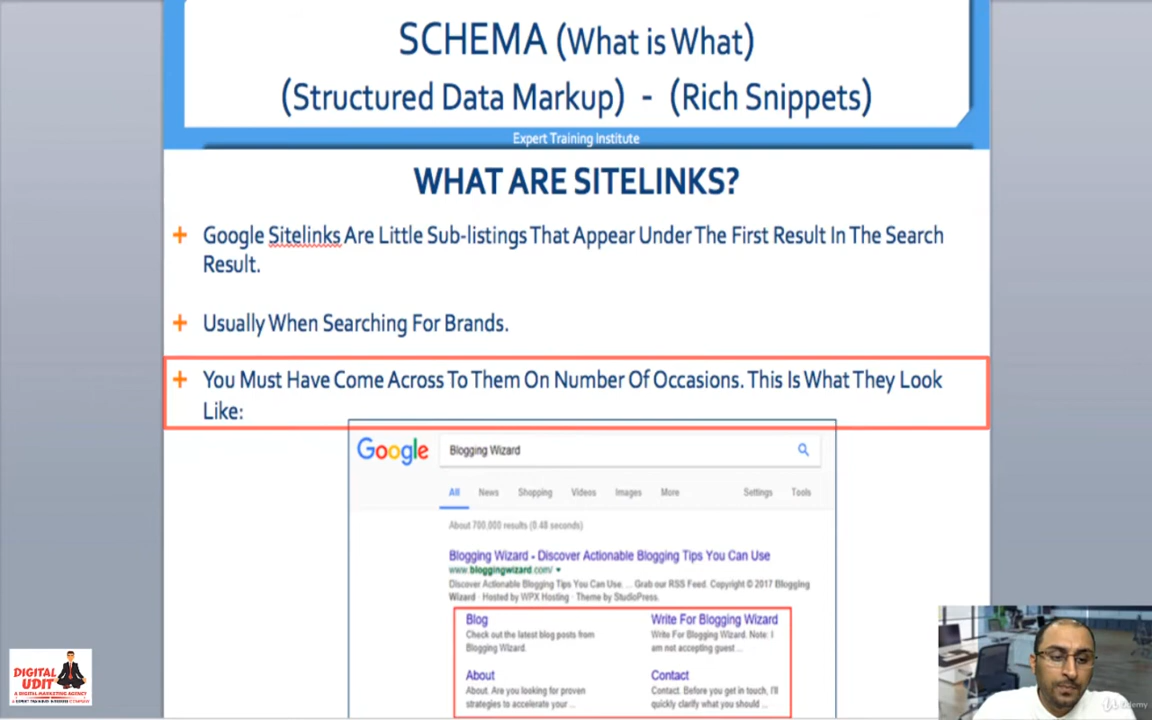 SCHEMA (What is What)
(Structured Data Markup) - (Rich Snippets)
Expert Training Institute
WHAT ARE SITELINKS?
Google Sitelinks Are Little Sub-listings That Appear Under The First Result In The Search
Result.
Usually When Searching For Brands.
You Must Have Come Across To Them On Number Of Occasions. This Is What They Look
Like:
Google
Blogging Wizard
All News Shopping Videos Images More Settings Tools
About 700,000 results (0.48 seconds)
Blogging Wizard - Discover Actionable Blogging Tips You Can Use
www.bloggingwizard.com/
Discover Actionable Blogging Tips You Can Use. ... Grab our RSS Feed. Copyright © 2017 Blogging
Wizard · Hosted by WPX Hosting · Theme by StudioPress.
Blog
Check out the latest blog posts from
Blogging Wizard.
Write For Blogging Wizard
Write For Blogging Wizard. Note: I
am not accepting guest ...
About
About. Are you looking for proven
strategies to accelerate your ...
Contact
Contact. Before you get in touch, I'll
quickly clarify what you should ...
DIGITAL
UDIT
A DIGITAL MARKETING AGENCY
Udemy